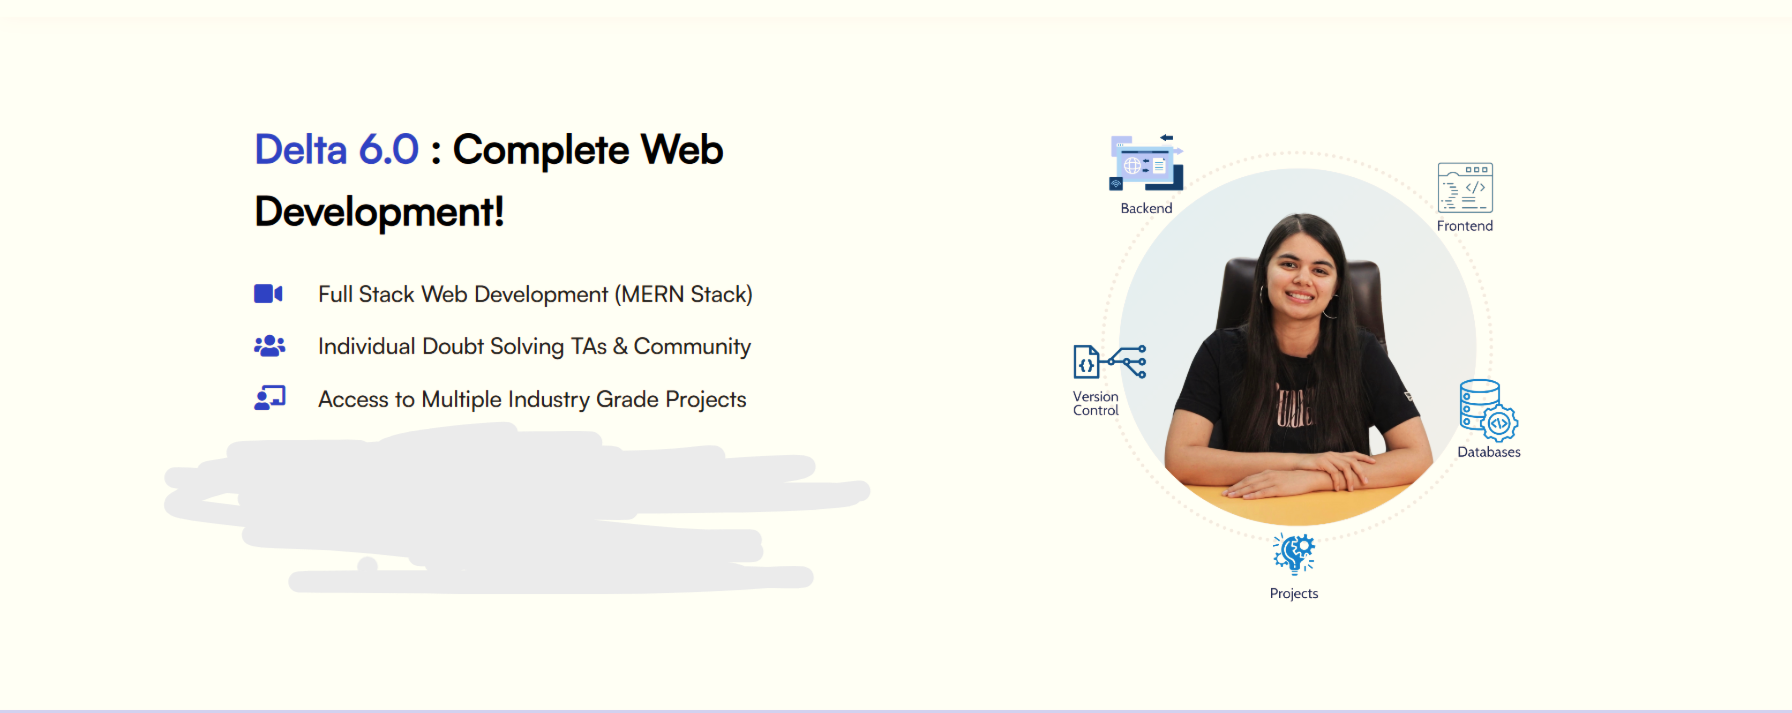 Delta 6.0 : Complete Web
Development!
Full Stack Web Development (MERN Stack)
Individual Doubt Solving TAs & Community
Access to Multiple Industry Grade Projects
Backend
Frontend
Version
Control
Databases
Projects